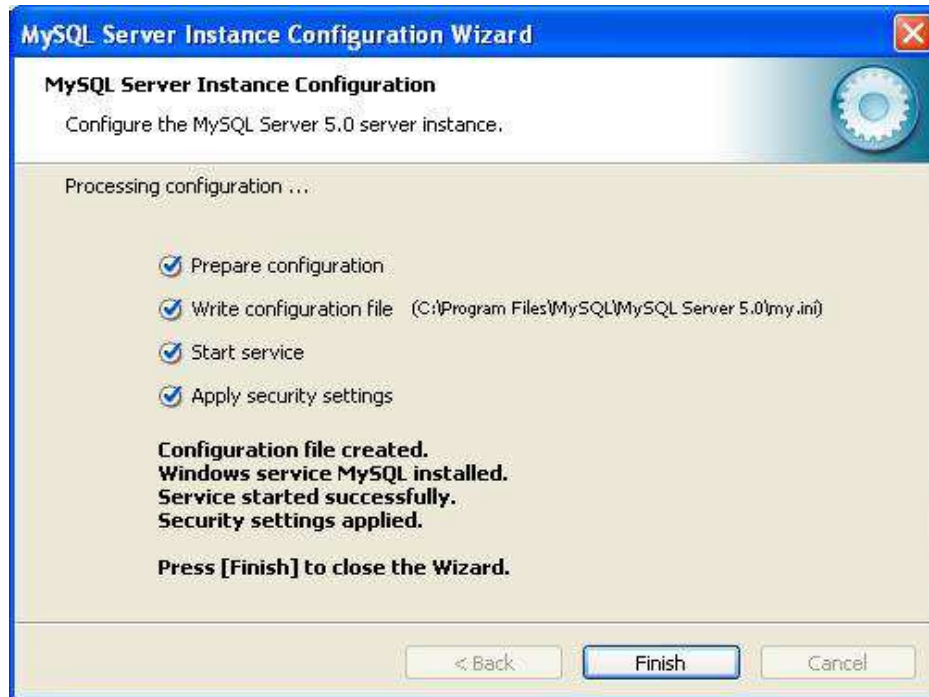 MySQL Server Instance Configuration Wizard
MySQL Server Instance Configuration
Configure the MySQL Server 5.0 server instance.
Processing configuration ...
Prepare configuration
Write configuration file (C:\Program Files\MySQL\MySQL Server 5.0\my.ini)
Start service
Apply security settings
Configuration file created.
Windows service MySQL installed.
Service started successfully.
Security settings applied.
Press [Finish] to close the Wizard.
< Back Finish Cancel